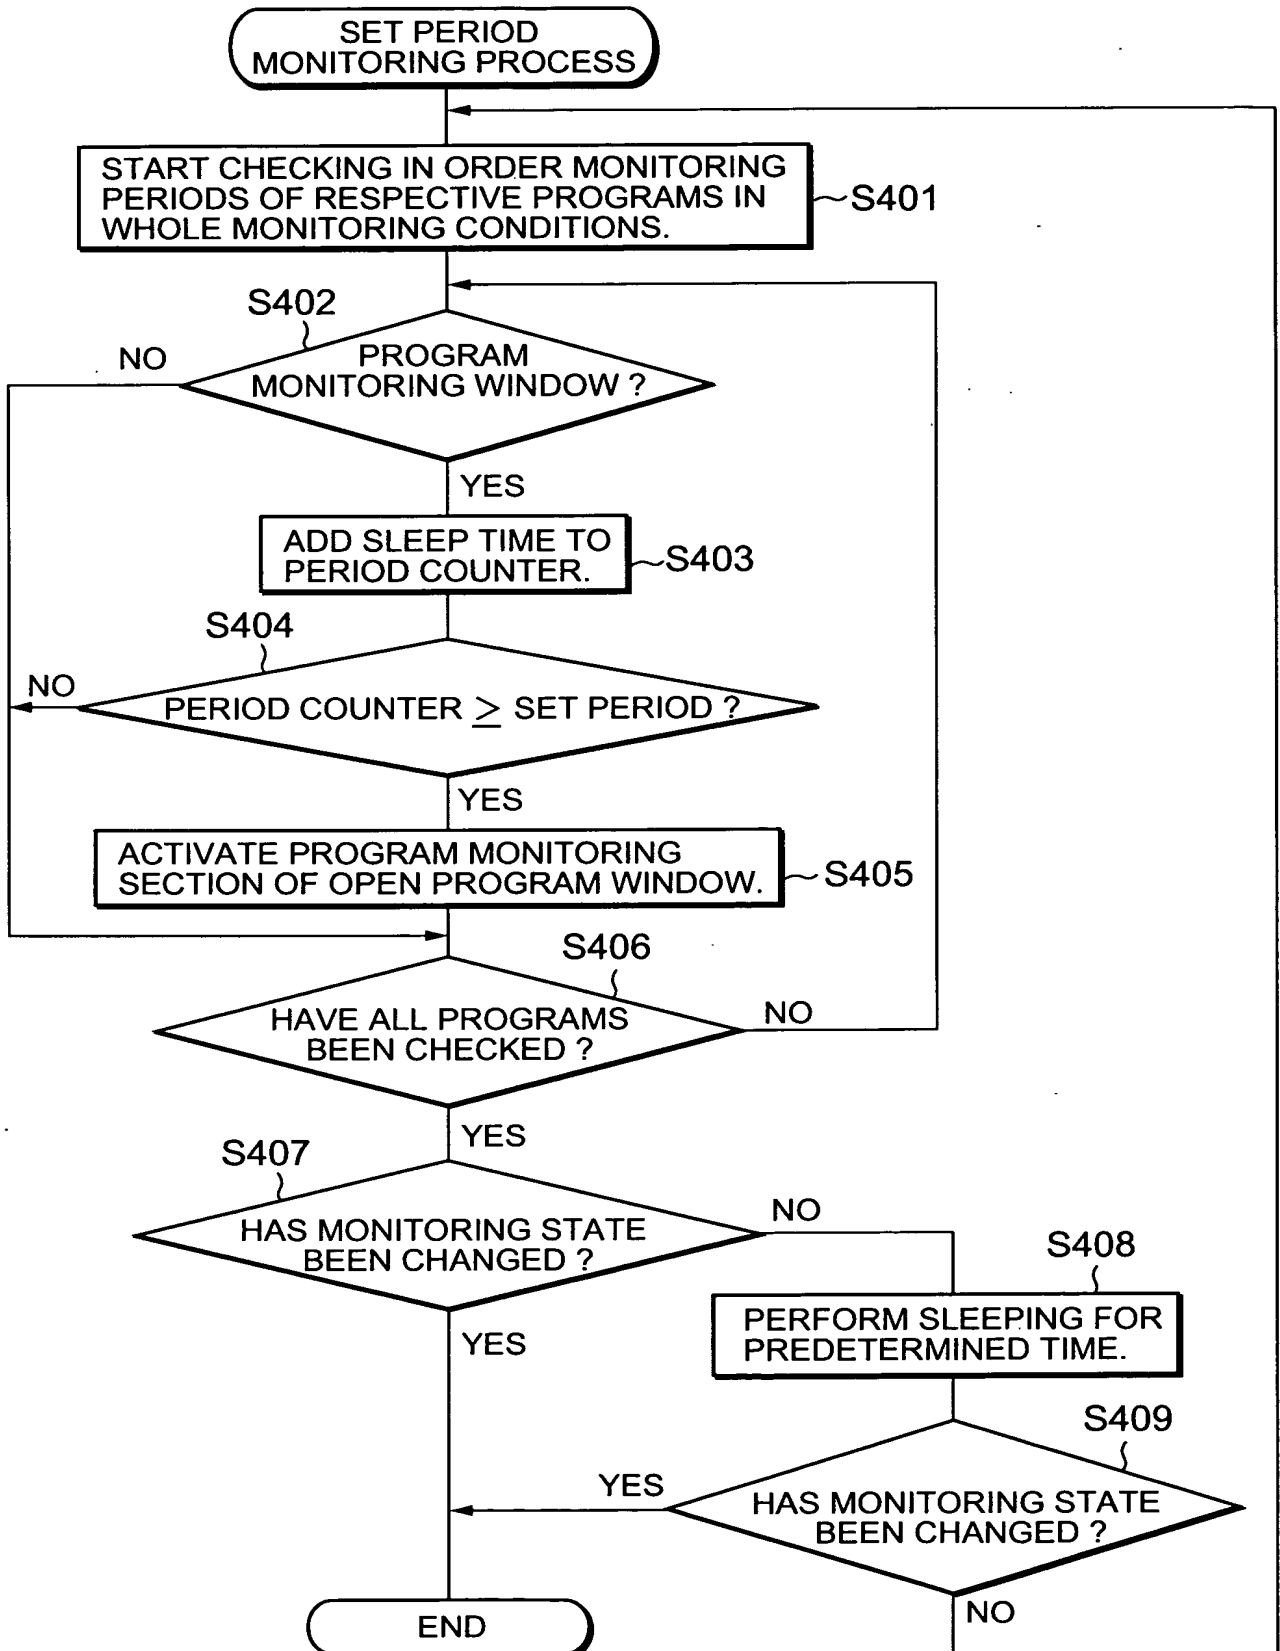 SET PERIOD
MONITORING PROCESS
START CHECKING IN ORDER MONITORING
PERIODS OF RESPECTIVE PROGRAMS IN
WHOLE MONITORING CONDITIONS.
S401
S402
NO
PROGRAM
MONITORING WINDOW ?
YES
ADD SLEEP TIME TO
PERIOD COUNTER.
S403
S404
NO
PERIOD COUNTER ≥ SET PERIOD ?
YES
ACTIVATE PROGRAM MONITORING
SECTION OF OPEN PROGRAM WINDOW.
S405
S406
HAVE ALL PROGRAMS
BEEN CHECKED ?
NO
YES
S407
HAS MONITORING STATE
BEEN CHANGED ?
NO
YES
S408
PERFORM SLEEPING FOR
PREDETERMINED TIME.
S409
YES
HAS MONITORING STATE
BEEN CHANGED ?
NO
END